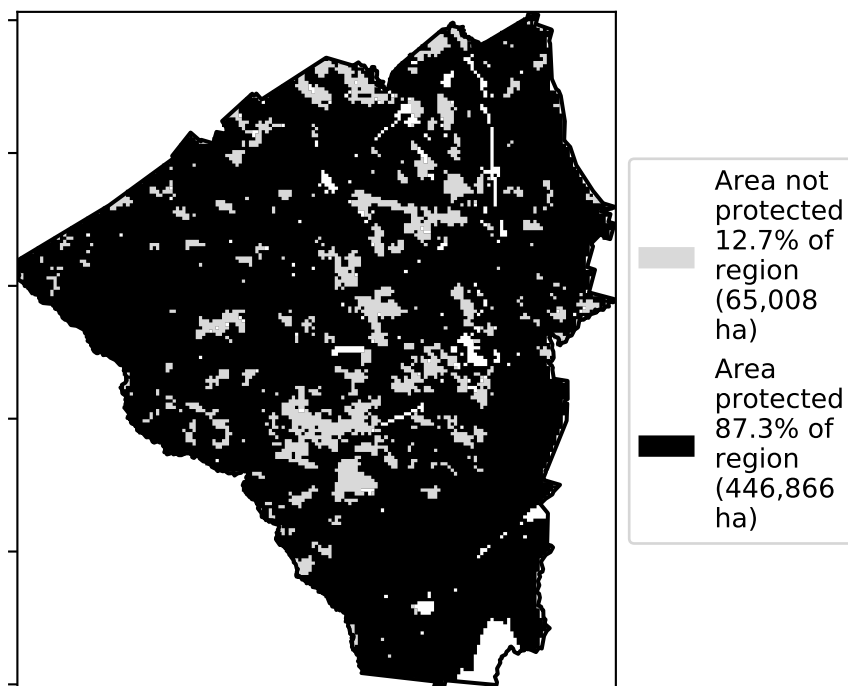 Area not
protected
12.7% of
region
(65,008
ha)
Area
protected
87.3% of
region
(446,866
ha)